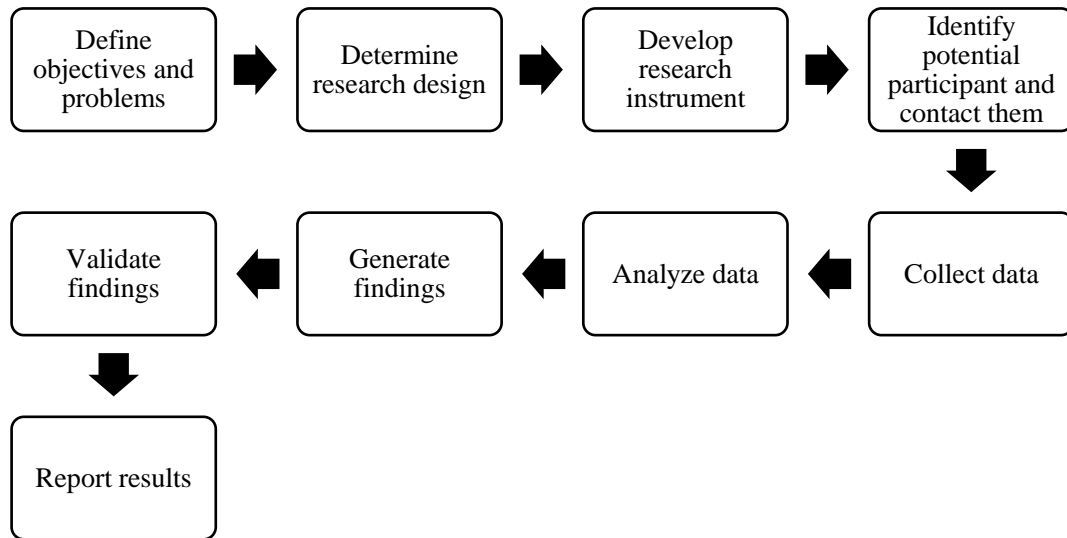 Define
objectives and
problems
Determine
research design
Develop
research
instrument
Identify
potential
participant and
contact them
Collect data
Analyze data
Generate
findings
Validate
findings
Report results